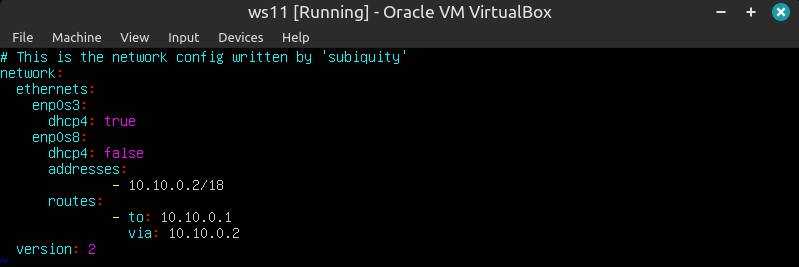 ws11 [Running] - Oracle VM VirtualBox
File Machine View Input Devices Help
# This is the network config written by 'subiquity'
network:
  ethernets:
    enp0s3:
      dhcp4: true
    enp0s8:
      dhcp4: false
      addresses:
              - 10.10.0.2/18
      routes:
              - to: 10.10.0.1
                via: 10.10.0.2
  version: 2
~